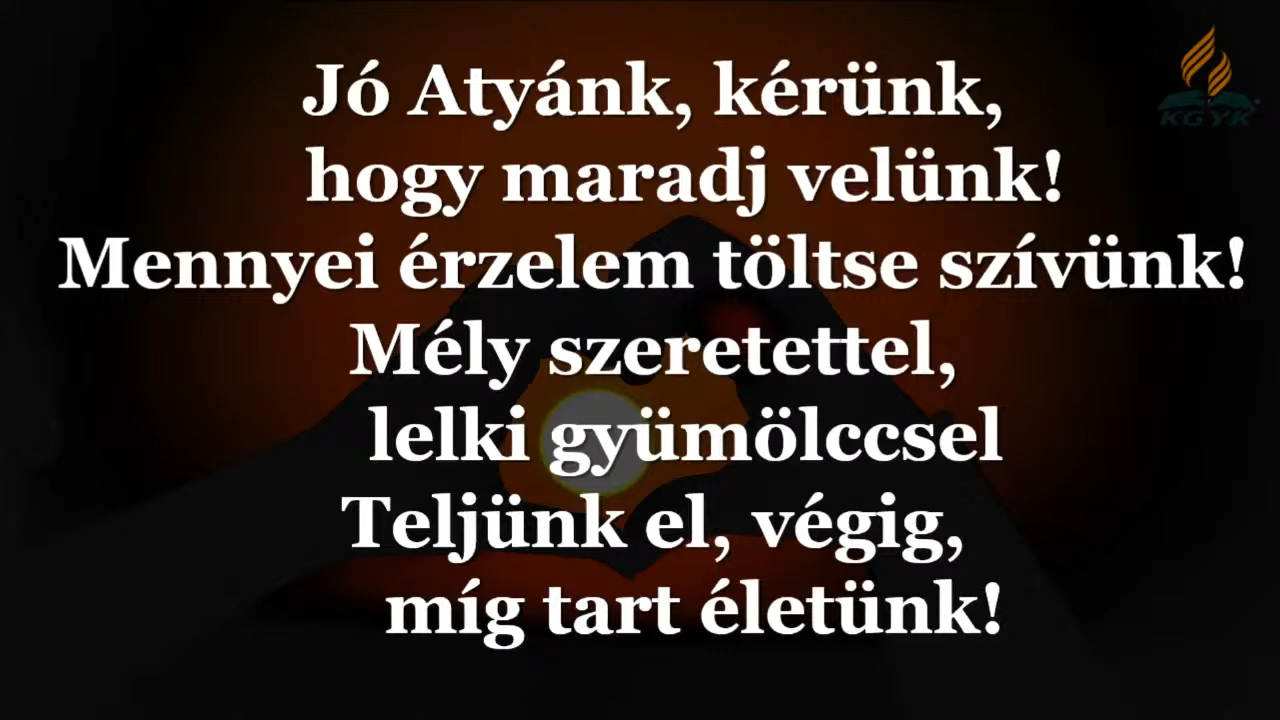 KGYK
Jó Atyánk, kérünk,
hogy maradj velünk!
Mennyei érzelem töltse szívünk!
Mély szeretettel,
lelki gyümölccsel
Teljünk el, végig,
míg tart életünk!